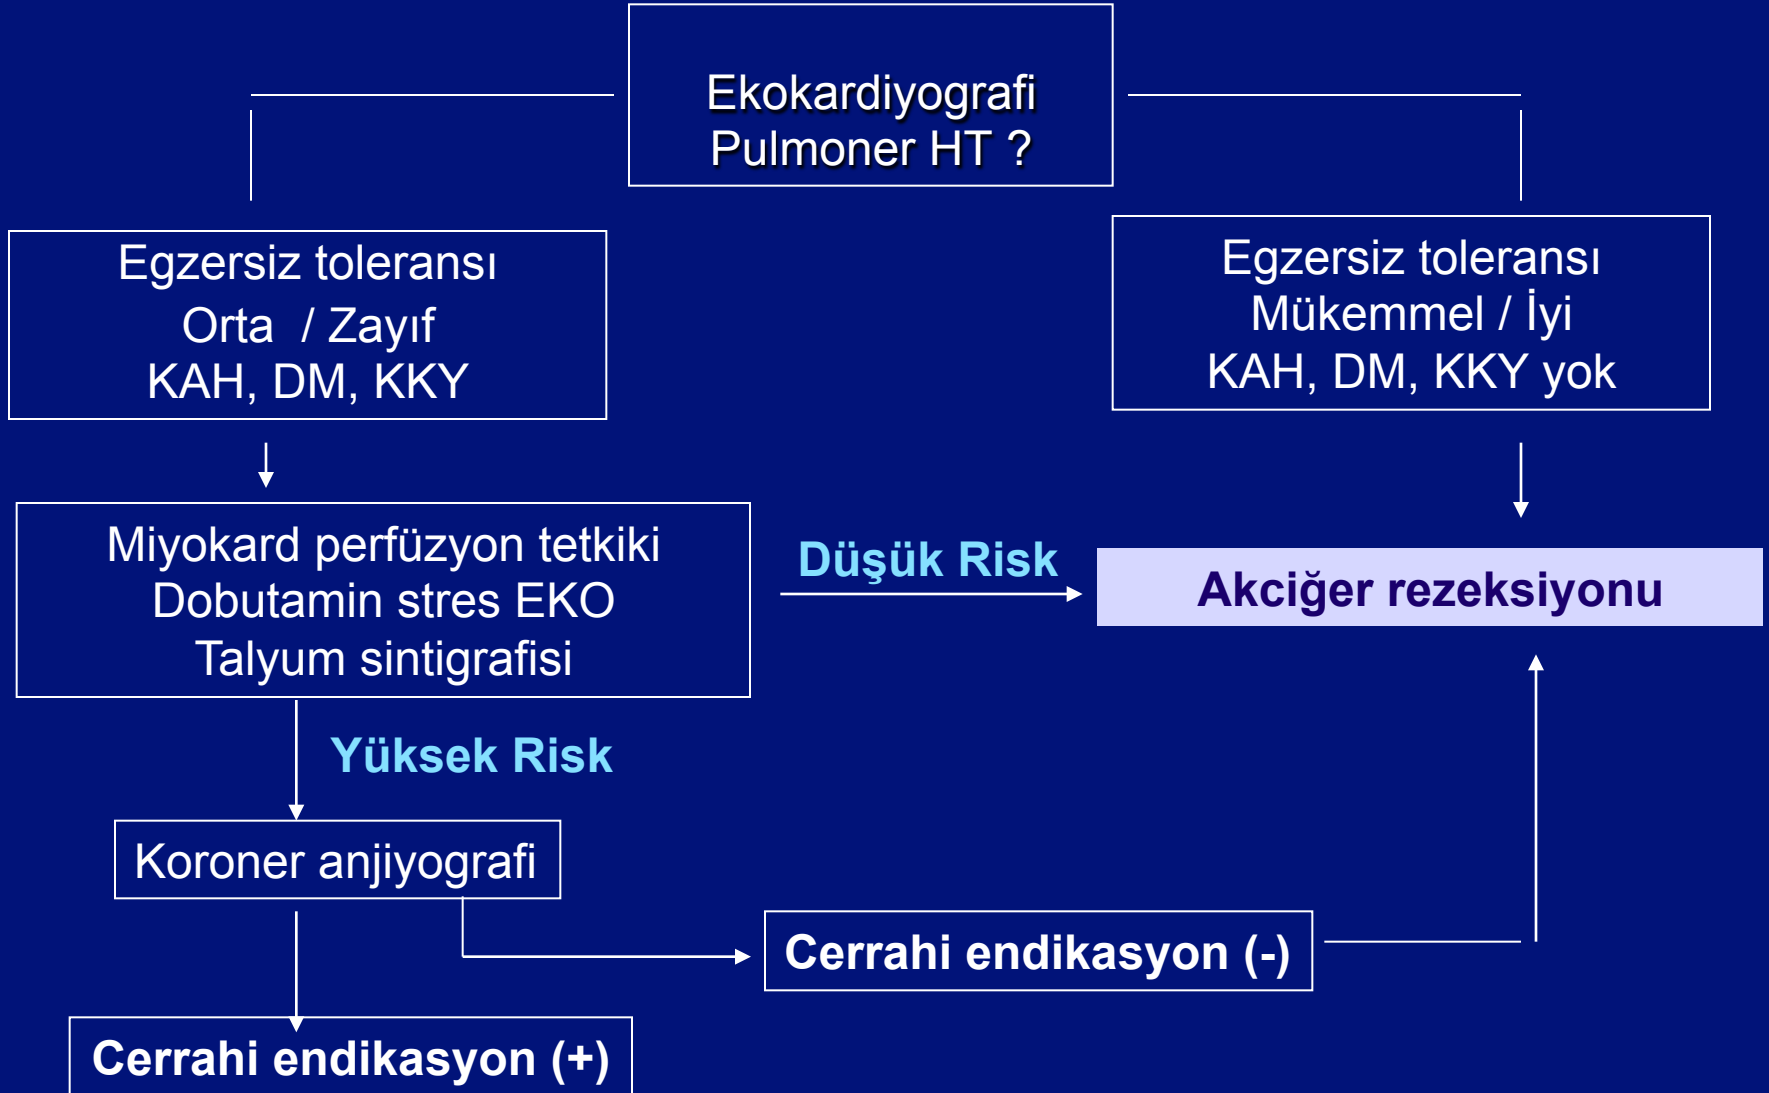 Ekokardiyografi
Pulmoner HT ?
Egzersiz toleransı
Orta / Zayıf
KAH, DM, KKY
Egzersiz toleransı
Mükemmel / İyi
KAH, DM, KKY yok
Miyokard perfüzyon tetkiki
Dobutamin stres EKO
Talyum sintigrafisi
Düşük Risk
Akciğer rezeksiyonu
Yüksek Risk
Koroner anjiyografi
Cerrahi endikasyon (-)
Cerrahi endikasyon (+)